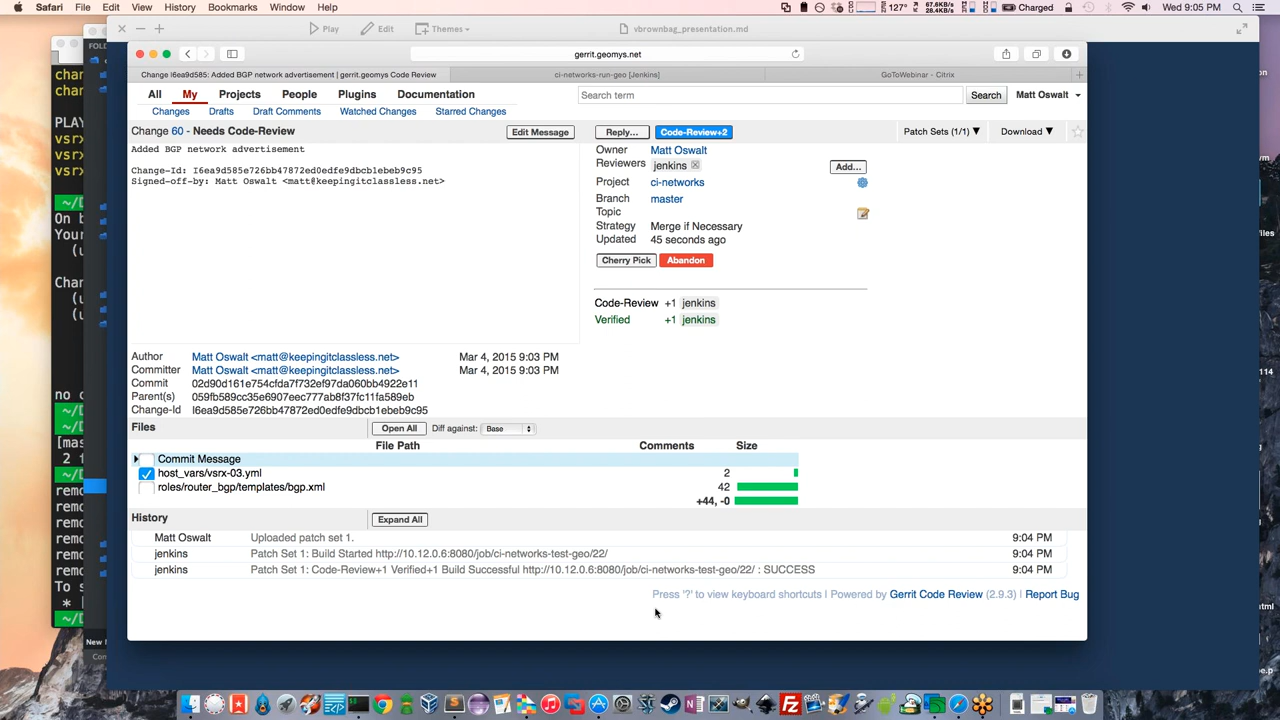 Safari File Edit View History Bookmarks Window Help 127° 67.6KB/s 28.4KB/s Charged Wed 9:05 PM
Play Edit Themes vbrownbag_presentation.md
gerrit.geomys.net
Change I6ea9d585: Added BGP network advertisement | gerrit.geomys Code Review ci-networks-run-geo [Jenkins] GoToWebinar - Citrix
All My Projects People Plugins Documentation Search term Search Matt Oswalt
Changes Drafts Draft Comments Watched Changes Starred Changes
Change 60 - Needs Code-Review Edit Message Reply... Code-Review+2 Patch Sets (1/1) Download
Added BGP network advertisement
Change-Id: I6ea9d585e726bb47872ed0edfe9dbcb1ebeb9c95
Signed-off-by: Matt Oswalt <matt@keepingitclassless.net>
Owner Matt Oswalt
Reviewers jenkins Add...
Project ci-networks
Branch master
Topic
Strategy Merge if Necessary
Updated 45 seconds ago
Cherry Pick Abandon
Code-Review +1 jenkins
Verified +1 jenkins
Author Matt Oswalt <matt@keepingitclassless.net> Mar 4, 2015 9:03 PM
Committer Matt Oswalt <matt@keepingitclassless.net> Mar 4, 2015 9:03 PM
Commit 02d90d161e754cfda7f732ef97da060bb4922e11
Parent(s) 059fb589cc35e6907eec777ab8f37fc11fa589eb
Change-Id I6ea9d585e726bb47872ed0edfe9dbcb1ebeb9c95
Files Open All Diff against: Base
File Path Comments Size
Commit Message
host_vars/vsrx-03.yml 2
roles/router_bgp/templates/bgp.xml 42
+44, -0
History Expand All
Matt Oswalt Uploaded patch set 1. 9:04 PM
jenkins Patch Set 1: Build Started http://10.12.0.6:8080/job/ci-networks-test-geo/22/ 9:04 PM
jenkins Patch Set 1: Code-Review+1 Verified+1 Build Successful http://10.12.0.6:8080/job/ci-networks-test-geo/22/ : SUCCESS 9:04 PM
Press '?' to view keyboard shortcuts | Powered by Gerrit Code Review (2.9.3) | Report Bug